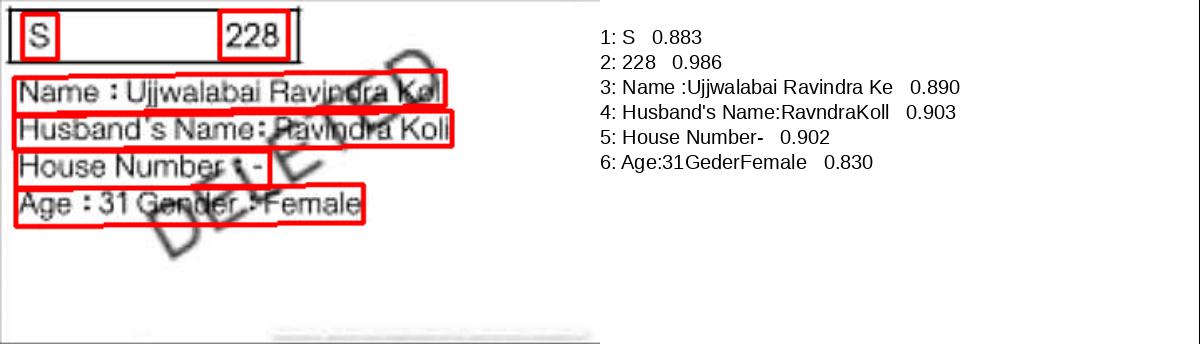 S 228
Name : Ujjwalabai Ravindra Koli
Husband's Name: Ravindra Koli
House Number : -
Age : 31 Gender : Female
DELETED
1: S 0.883
2: 228 0.986
3: Name :Ujjwalabai Ravindra Ke 0.890
4: Husband's Name:RavndraKoll 0.903
5: House Number- 0.902
6: Age:31GederFemale 0.830